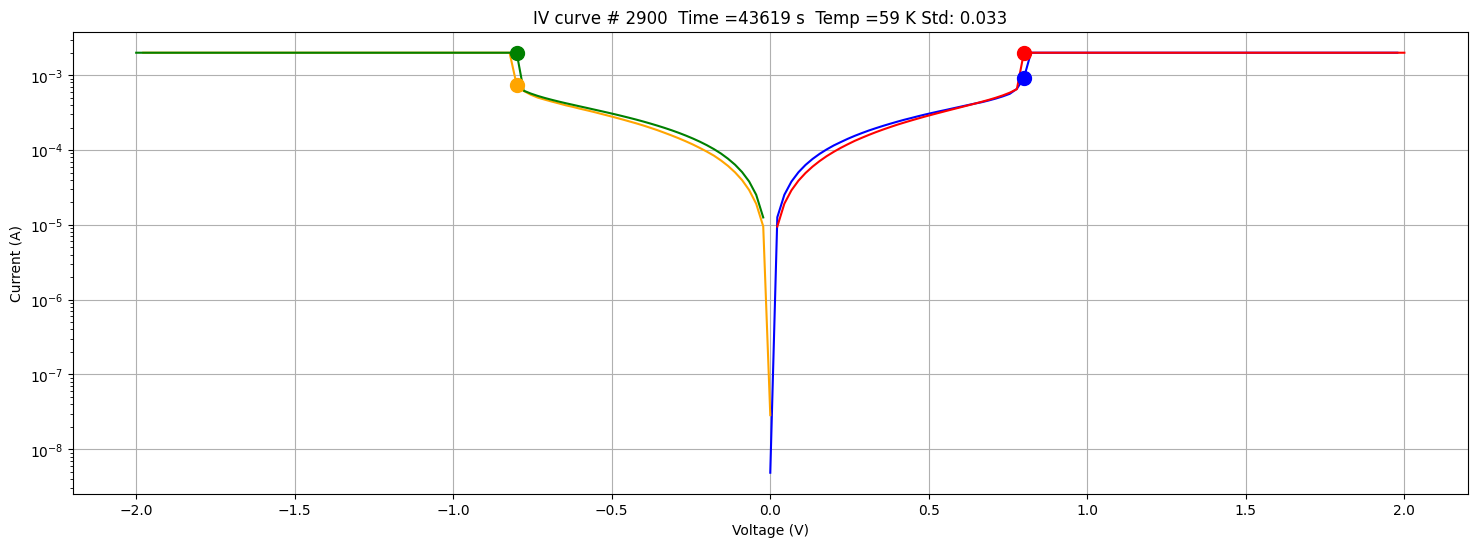 IV curve # 2900  Time =43619 s  Temp =59 K Std: 0.033
Current (A)
10⁻³
10⁻⁴
10⁻⁵
10⁻⁶
10⁻⁷
10⁻⁸
−2.0 −1.5 −1.0 −0.5 0.0 0.5 1.0 1.5 2.0
Voltage (V)